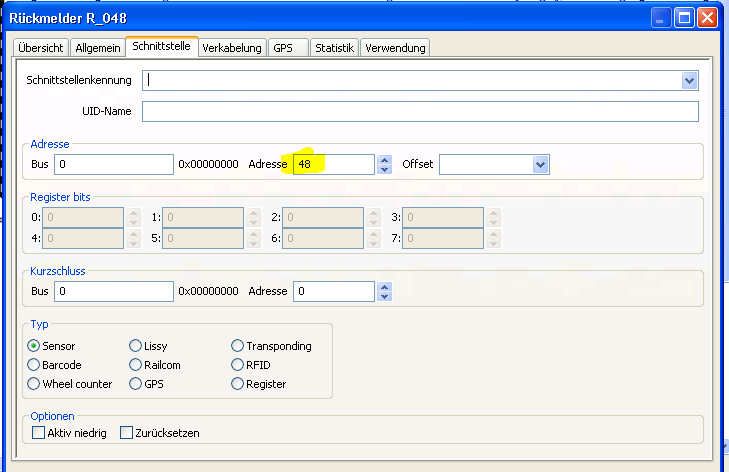 Rückmelder R_048
Übersicht Allgemein Schnittstelle Verkabelung GPS Statistik Verwendung
Schnittstellenkennung
UID-Name
Adresse
Bus 0 0x00000000 Adresse 48 Offset
Register bits
0: 0 1: 0 2: 0 3: 0
4: 0 5: 0 6: 0 7: 0
Kurzschluss
Bus 0 0x00000000 Adresse 0
Typ
Sensor Lissy Transponding
Barcode Railcom RFID
Wheel counter GPS Register
Optionen
Aktiv niedrig Zurücksetzen